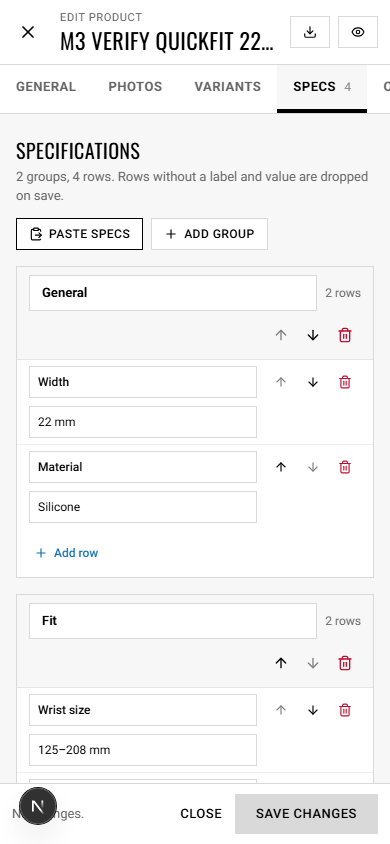 EDIT PRODUCT
M3 VERIFY QUICKFIT 22...
GENERAL PHOTOS VARIANTS SPECS 4
SPECIFICATIONS
2 groups, 4 rows. Rows without a label and value are dropped
on save.
PASTE SPECS ADD GROUP
General 2 rows
Width
22 mm
Material
Silicone
Add row
Fit 2 rows
Wrist size
125–208 mm
N CLOSE SAVE CHANGES